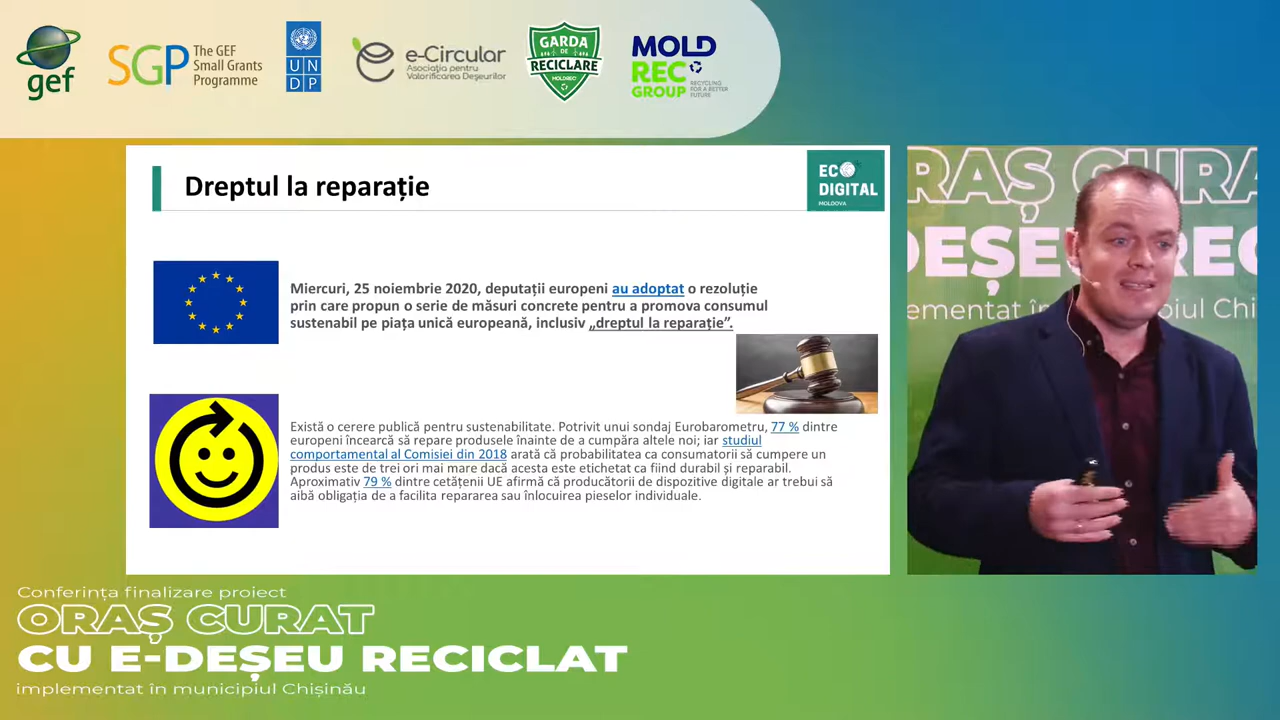 gef
SGP
The GEF
Small Grants
Programme
U N
D P
e-Circular
Asociația pentru
Valorificarea Deșeurilor
GARDA
DE
RECICLARE
MOLDREC
MOLD
REC
GROUP
RECYCLING
FOR A BETTER
FUTURE
Dreptul la reparație
ECO
DIGITAL
MOLDOVA
Miercuri, 25 noiembrie 2020, deputații europeni au adoptat o rezoluție
prin care propun o serie de măsuri concrete pentru a promova consumul
sustenabil pe piața unică europeană, inclusiv „dreptul la reparație”.
Există o cerere publică pentru sustenabilitate. Potrivit unui sondaj Eurobarometru, 77 % dintre
europeni încearcă să repare produsele înainte de a cumpăra altele noi; iar studiul
comportamental al Comisiei din 2018 arată că probabilitatea ca consumatorii să cumpere un
produs este de trei ori mai mare dacă acesta este etichetat ca fiind durabil și reparabil.
Aproximativ 79 % dintre cetățenii UE afirmă că producătorii de dispozitive digitale ar trebui să
aibă obligația de a facilita repararea sau înlocuirea pieselor individuale.
RAȘ CURA
DEȘEU REC
ementat în
ipiul Chi
Conferința finalizare proiect
ORAȘ CURAT
CU E-DEȘEU RECICLAT
implementat în municipiul Chișinău